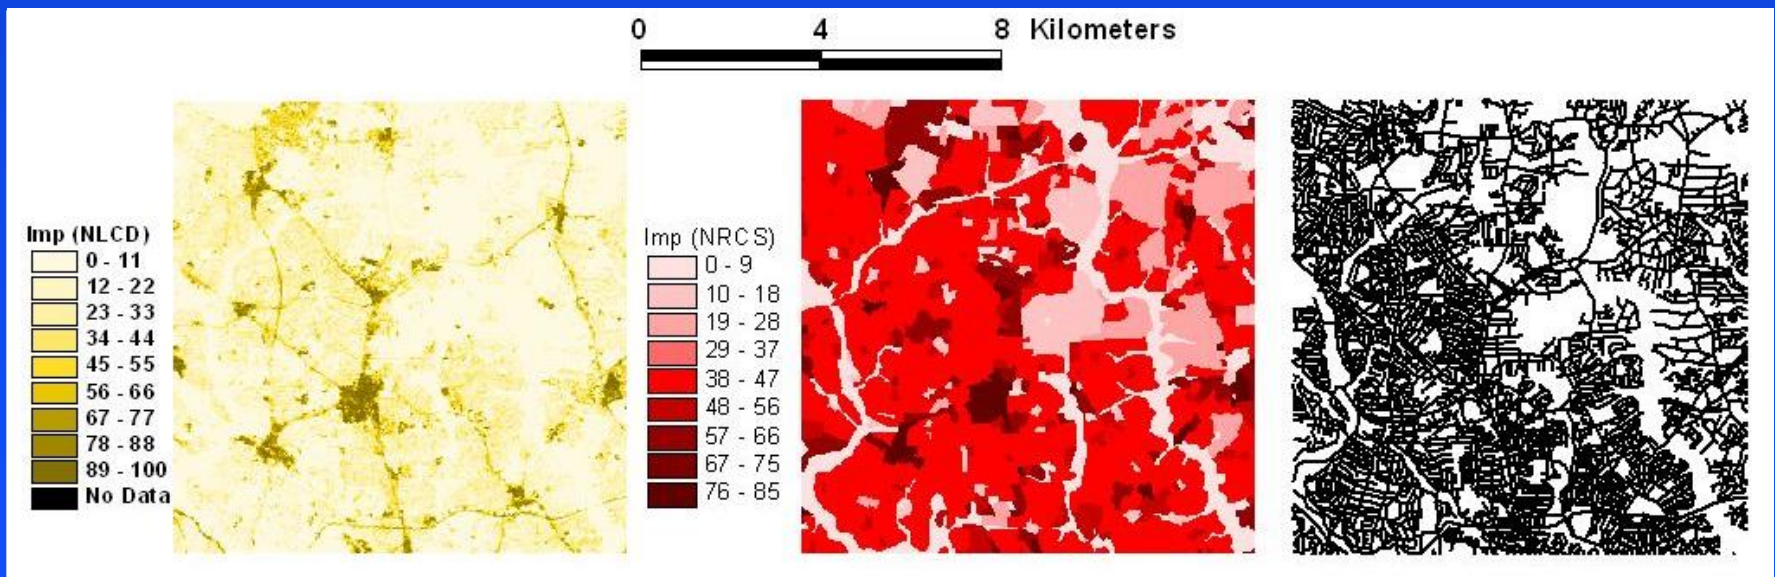 0 4 8 Kilometers
Imp (NLCD)
0 - 11
12 - 22
23 - 33
34 - 44
45 - 55
56 - 66
67 - 77
78 - 88
89 - 100
No Data
Imp (NRCS)
0 - 9
10 - 18
19 - 28
29 - 37
38 - 47
48 - 56
57 - 66
67 - 75
76 - 85